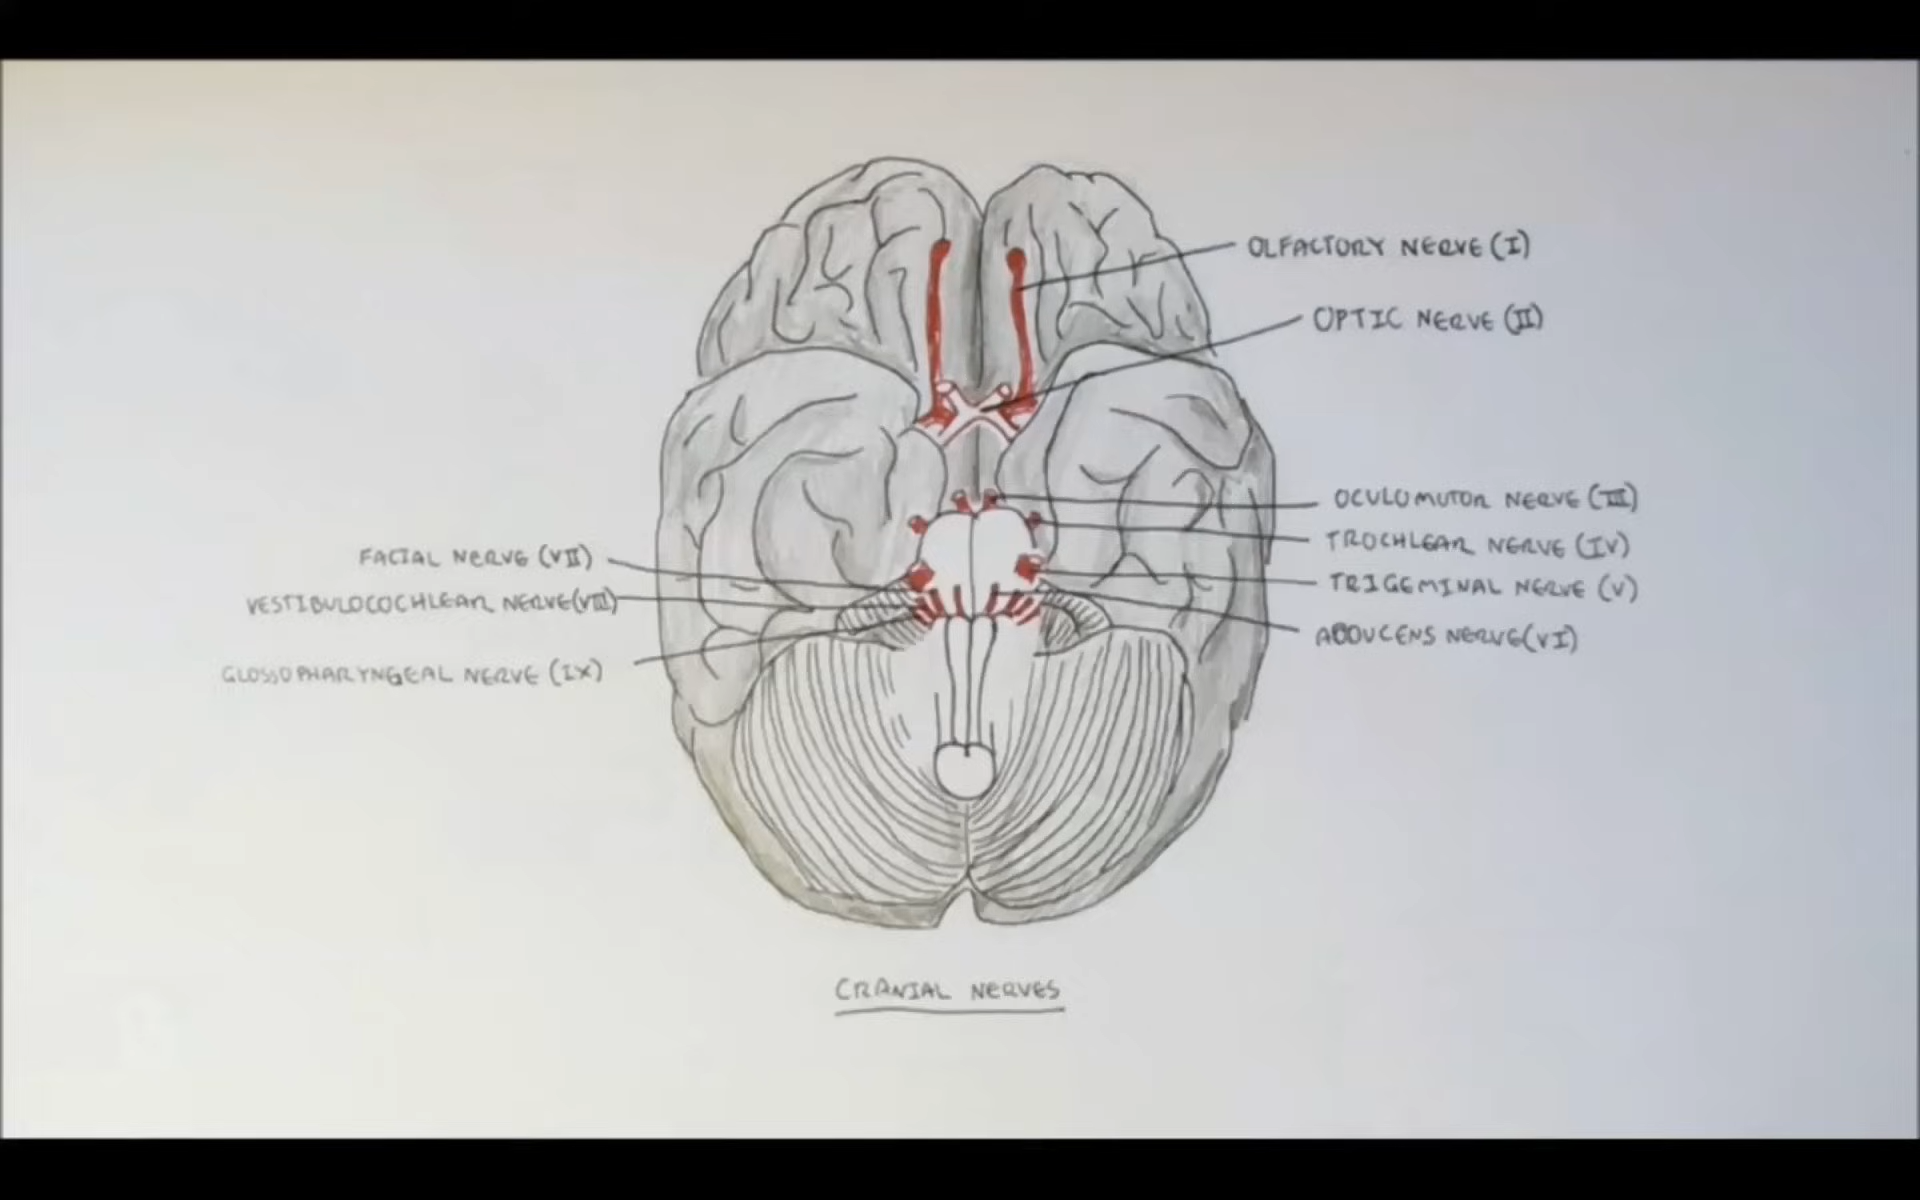 OLFACTORY NERVE (I)
OPTIC NERVE (II)
OCULOMUTOR NERVE (III)
TROCHLEAR NERVE (IV)
TRIGEMINAL NERVE (V)
ABDUCENS NERVE (VI)
FACIAL NERVE (VII)
VESTIBULOCOCHLEAR NERVE (VIII)
GLOSSOPHARYNGEAL NERVE (IX)
CRANIAL NERVES